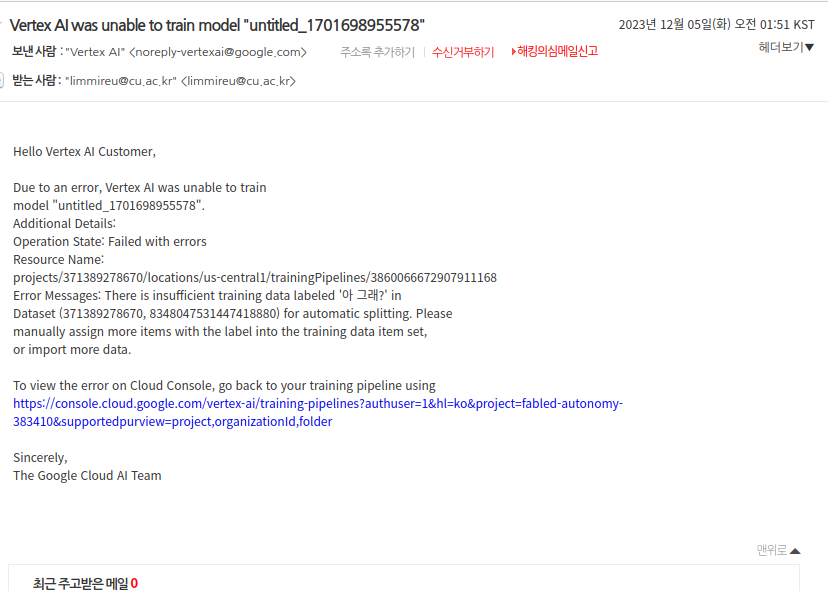 Vertex AI was unable to train model "untitled_1701698955578"
2023년 12월 05일(화) 오전 01:51 KST
보낸 사람 : "Vertex AI" <noreply-vertexai@google.com> 주소록 추가하기 | 수신거부하기 해킹의심메일신고
헤더보기▼
받는 사람 : "limmireu@cu.ac.kr" <limmireu@cu.ac.kr>
Hello Vertex AI Customer,
Due to an error, Vertex AI was unable to train
model "untitled_1701698955578".
Additional Details:
Operation State: Failed with errors
Resource Name:
projects/371389278670/locations/us-central1/trainingPipelines/3860066672907911168
Error Messages: There is insufficient training data labeled '아 그래?' in
Dataset (371389278670, 8348047531447418880) for automatic splitting. Please
manually assign more items with the label into the training data item set,
or import more data.
To view the error on Cloud Console, go back to your training pipeline using
https://console.cloud.google.com/vertex-ai/training-pipelines?authuser=1&hl=ko&project=fabled-autonomy-
383410&supportedpurview=project,organizationId,folder
Sincerely,
The Google Cloud AI Team
맨위로▲
최근 주고받은 메일 0